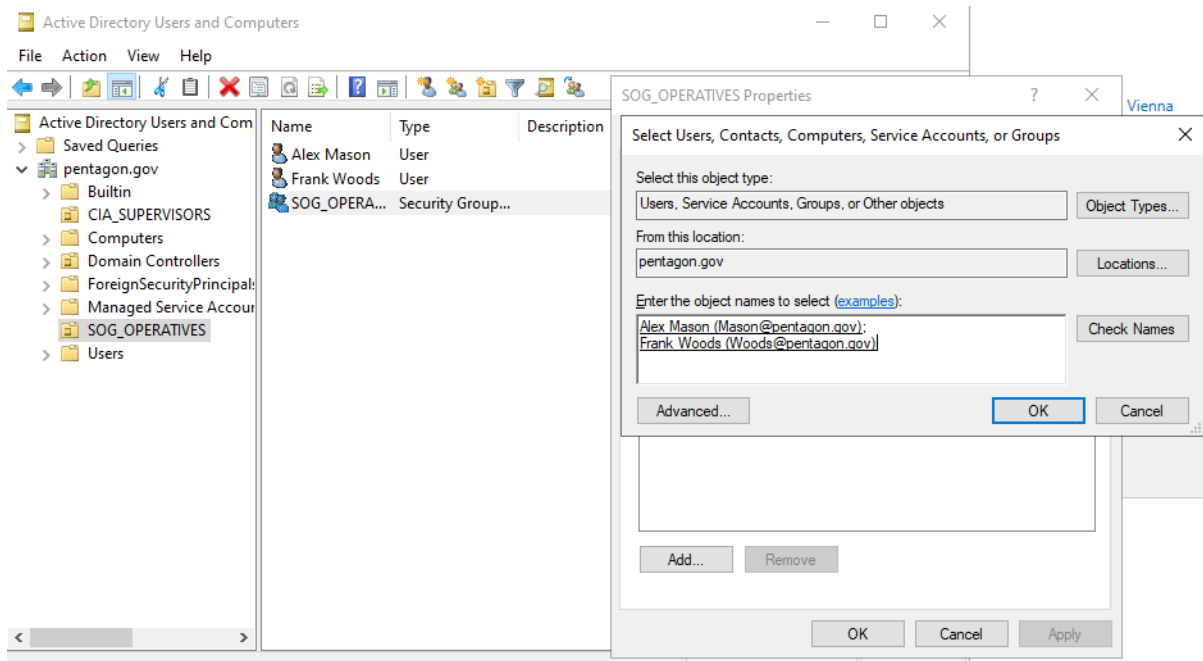 Active Directory Users and Computers
File Action View Help
Active Directory Users and Com
Saved Queries
pentagon.gov
Builtin
CIA_SUPERVISORS
Computers
Domain Controllers
ForeignSecurityPrincipal:
Managed Service Accour
SOG_OPERATIVES
Users
Name Type Description
Alex Mason User
Frank Woods User
SOG_OPERA... Security Group...
SOG_OPERATIVES Properties
Vienna
Select Users, Contacts, Computers, Service Accounts, or Groups
Select this object type:
Users, Service Accounts, Groups, or Other objects
Object Types...
From this location:
pentagon.gov
Locations...
Enter the object names to select (examples):
Alex Mason (Mason@pentagon.gov);
Frank Woods (Woods@pentagon.gov)
Check Names
Advanced... OK Cancel
Add... Remove
OK Cancel Apply